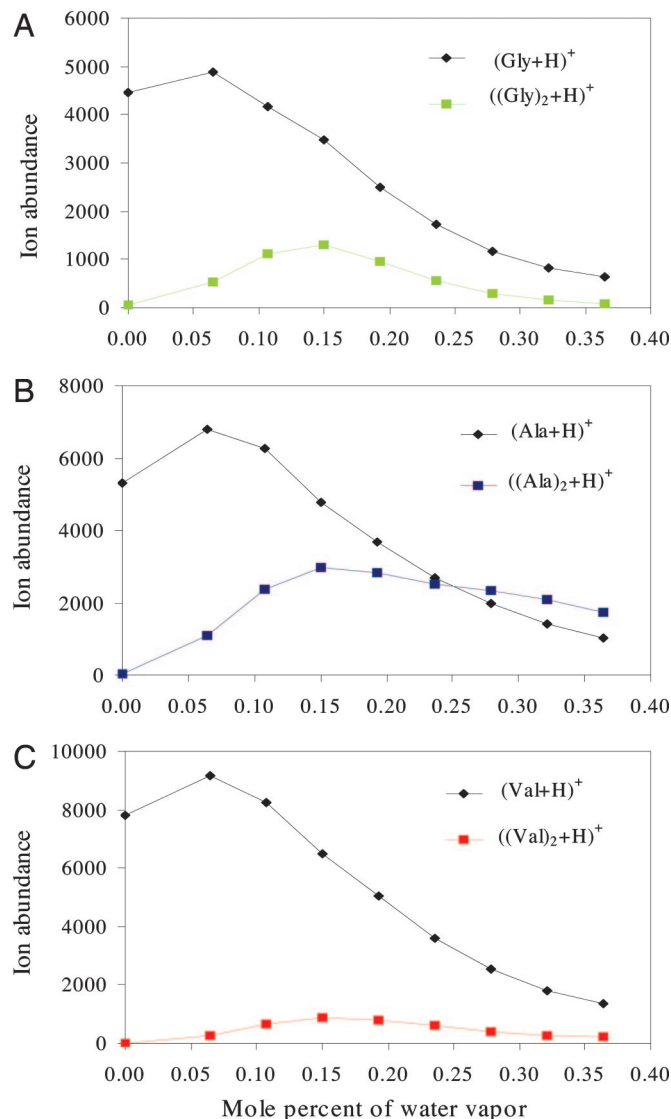 A
Ion abundance
6000
5000
4000
3000
2000
1000
0
(Gly+H)⁺
((Gly)₂+H)⁺
0.00 0.05 0.10 0.15 0.20 0.25 0.30 0.35 0.40
B
Ion abundance
8000
6000
4000
2000
0
(Ala+H)⁺
((Ala)₂+H)⁺
0.00 0.05 0.10 0.15 0.20 0.25 0.30 0.35 0.40
C
Ion abundance
10000
8000
6000
4000
2000
0
(Val+H)⁺
((Val)₂+H)⁺
0.00 0.05 0.10 0.15 0.20 0.25 0.30 0.35 0.40
Mole percent of water vapor